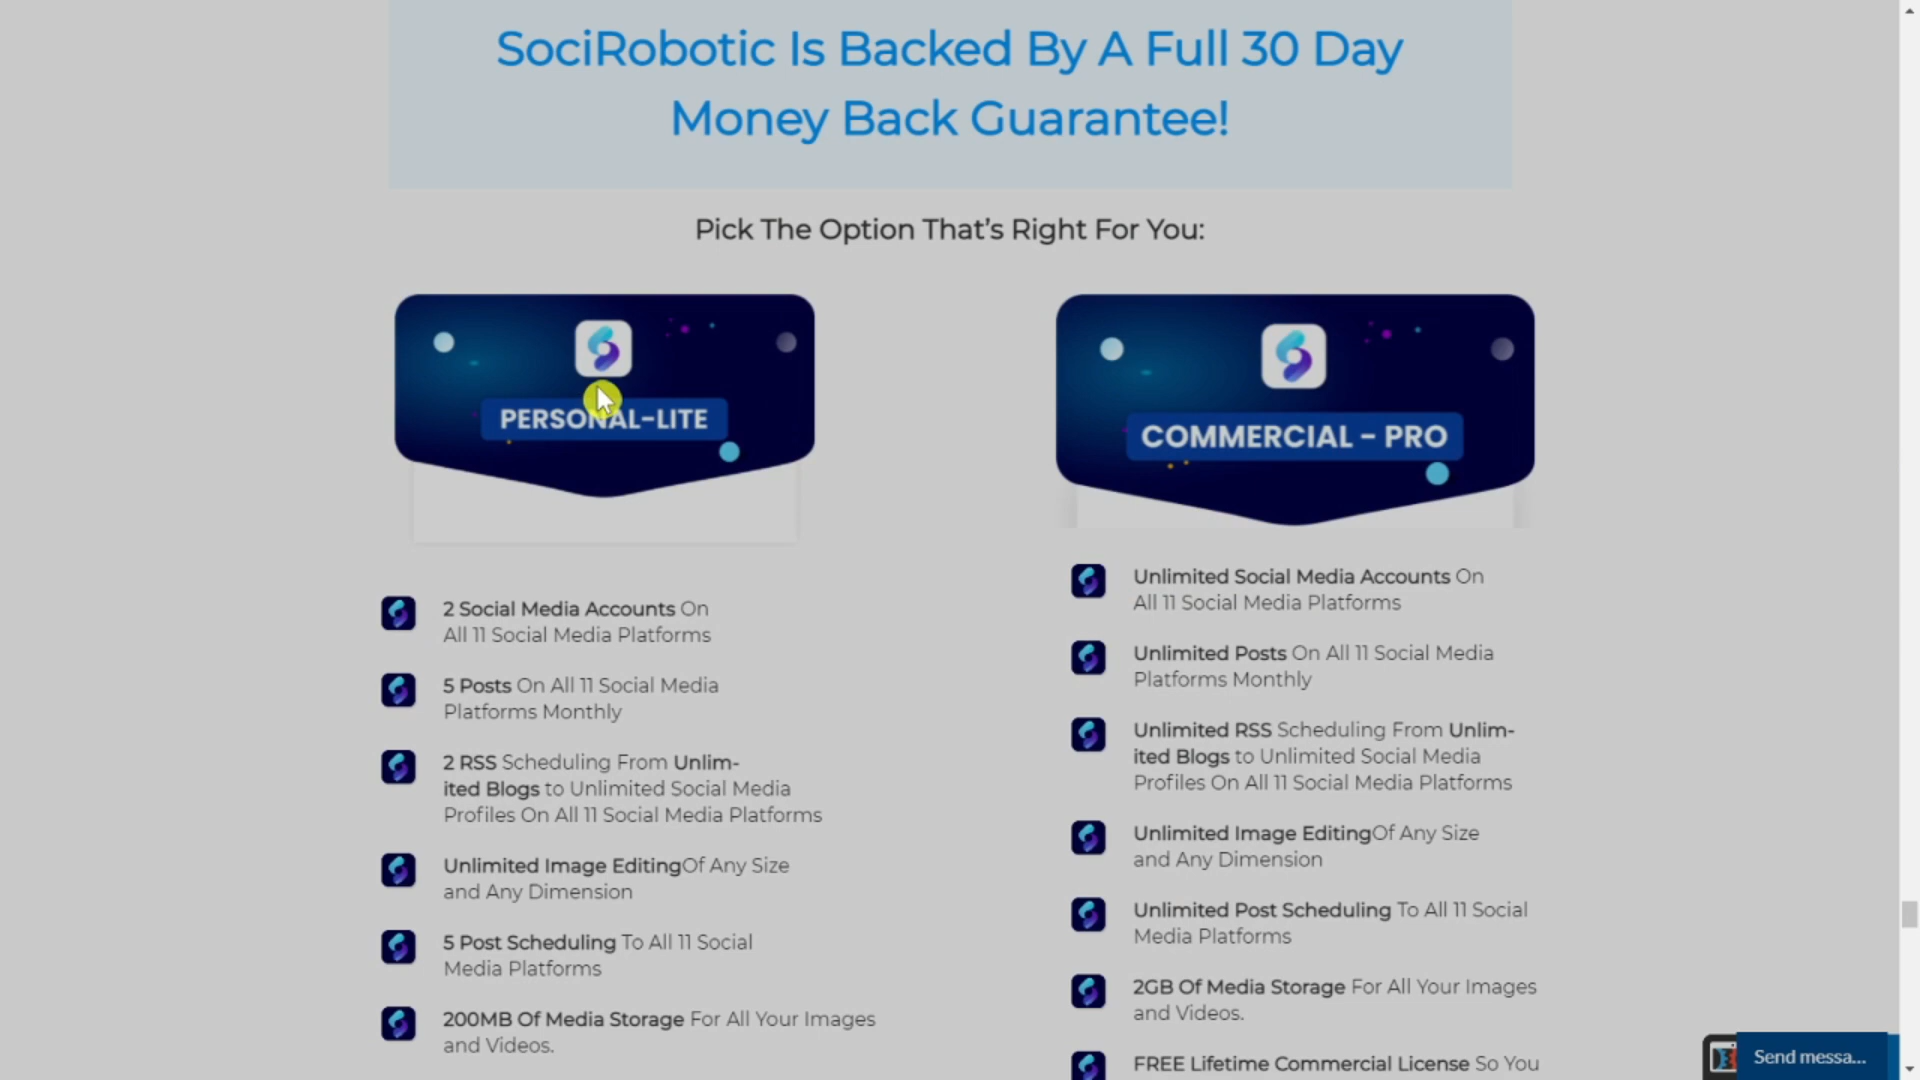 SociRobotic Is Backed By A Full 30 Day
Money Back Guarantee!
Pick The Option That's Right For You:
PERSONAL-LITE
2 Social Media Accounts On
All 11 Social Media Platforms
5 Posts On All 11 Social Media
Platforms Monthly
2 RSS Scheduling From Unlim-
ited Blogs to Unlimited Social Media
Profiles On All 11 Social Media Platforms
Unlimited Image EditingOf Any Size
and Any Dimension
5 Post Scheduling To All 11 Social
Media Platforms
200MB Of Media Storage For All Your Images
and Videos.
COMMERCIAL - PRO
Unlimited Social Media Accounts On
All 11 Social Media Platforms
Unlimited Posts On All 11 Social Media
Platforms Monthly
Unlimited RSS Scheduling From Unlim-
ited Blogs to Unlimited Social Media
Profiles On All 11 Social Media Platforms
Unlimited Image EditingOf Any Size
and Any Dimension
Unlimited Post Scheduling To All 11 Social
Media Platforms
2GB Of Media Storage For All Your Images
and Videos.
FREE Lifetime Commercial License So You
Send messa...